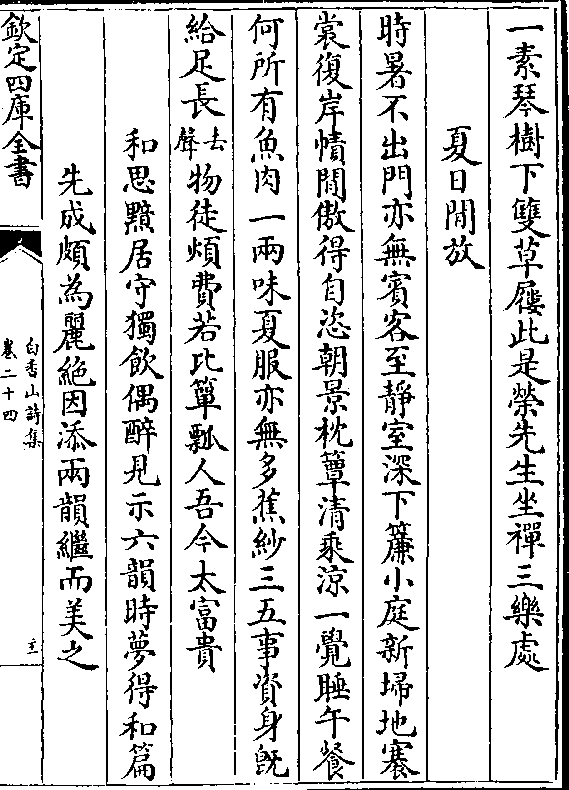 一素琴樹下雙草屨此是榮先生坐禪三樂處
夏日閒放
時暑不出門亦無賓客至靜室深下簾小庭新埽地褰
裳復岸幘閒傲得自恣朝景枕簟清乘涼一覺睡午餐
何所有魚肉一兩味夏服亦無多蕉紗三五事資身既
給足長去聲物徒煩費若比簞瓢人吾今太富貴
和思黯居守獨飲偶醉見示六韻時夢得和篇
先成頗為麗絶因添兩韻繼而美之
欽定四庫全書
白香山詩集
卷二十四